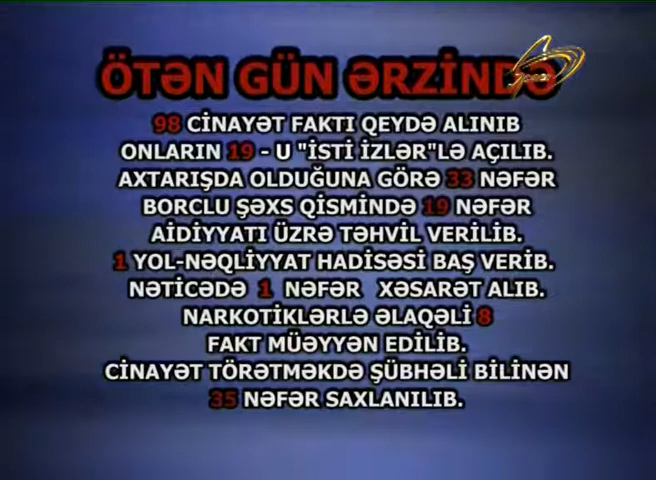 ÖTƏN GÜN ƏRZİNDƏ
98 CİNAYƏT FAKTI QEYDƏ ALINIB
ONLARIN 19 - U "İSTİ İZLƏR"LƏ AÇILIB.
AXTARIŞDA OLDUĞUNA GÖRƏ 33 NƏFƏR
BORCLU ŞƏXS QİSMİNDƏ 19 NƏFƏR
AİDİYYATI ÜZRƏ TƏHVİL VERİLİB.
1 YOL-NƏQLİYYAT HADİSƏSİ BAŞ VERİB.
NƏTİCƏDƏ 1 NƏFƏR XƏSARƏT ALIB.
NARKOTİKLƏRLƏ ƏLAQƏLİ 8
FAKT MÜƏYYƏN EDİLİB.
CİNAYƏT TÖRƏTMƏKDƏ ŞÜBHƏLİ BİLİNƏN
35 NƏFƏR SAXLANILIB.